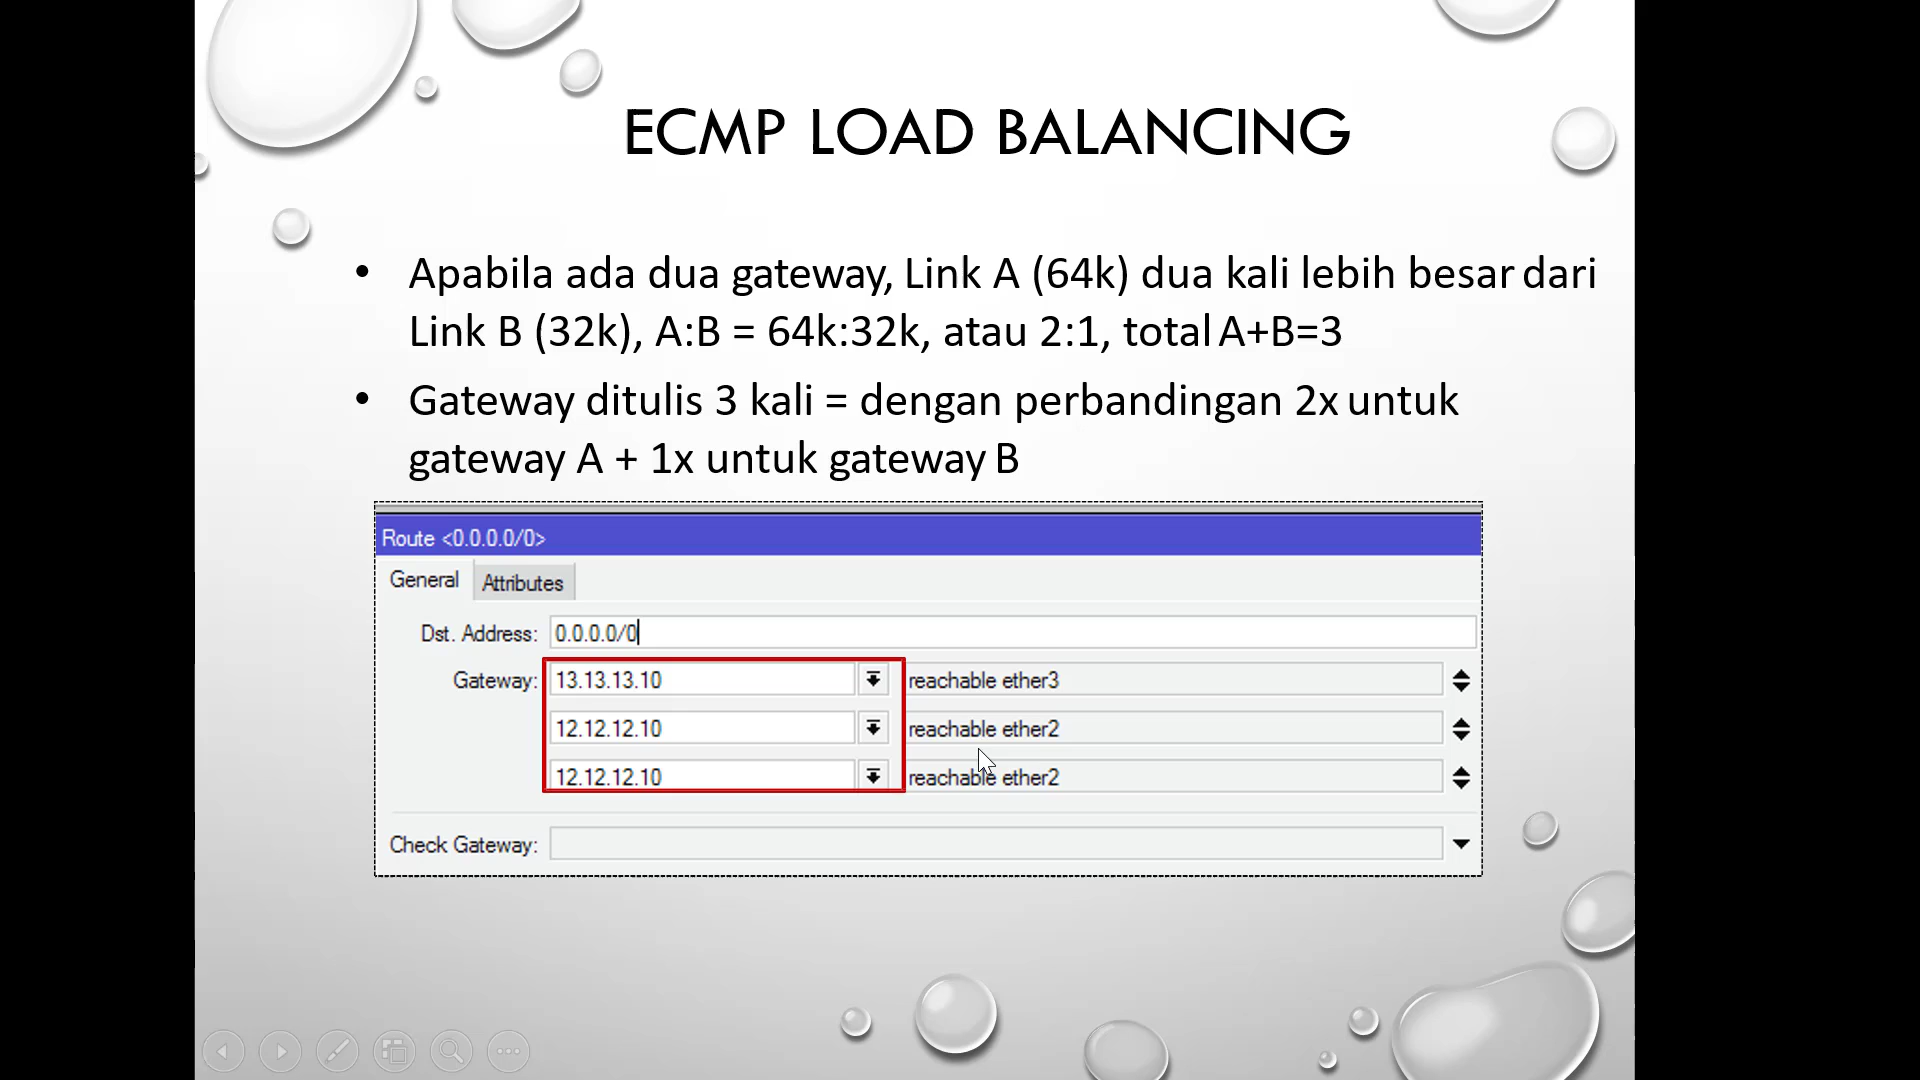 ECMP LOAD BALANCING
• Apabila ada dua gateway, Link A (64k) dua kali lebih besar dari
Link B (32k), A:B = 64k:32k, atau 2:1, total A+B=3
• Gateway ditulis 3 kali = dengan perbandingan 2x untuk
gateway A + 1x untuk gateway B
Route <0.0.0.0/0>
General Attributes
Dst. Address: 0.0.0.0/0
Gateway: 13.13.13.10 reachable ether3
12.12.12.10 reachable ether2
12.12.12.10 reachable ether2
Check Gateway: